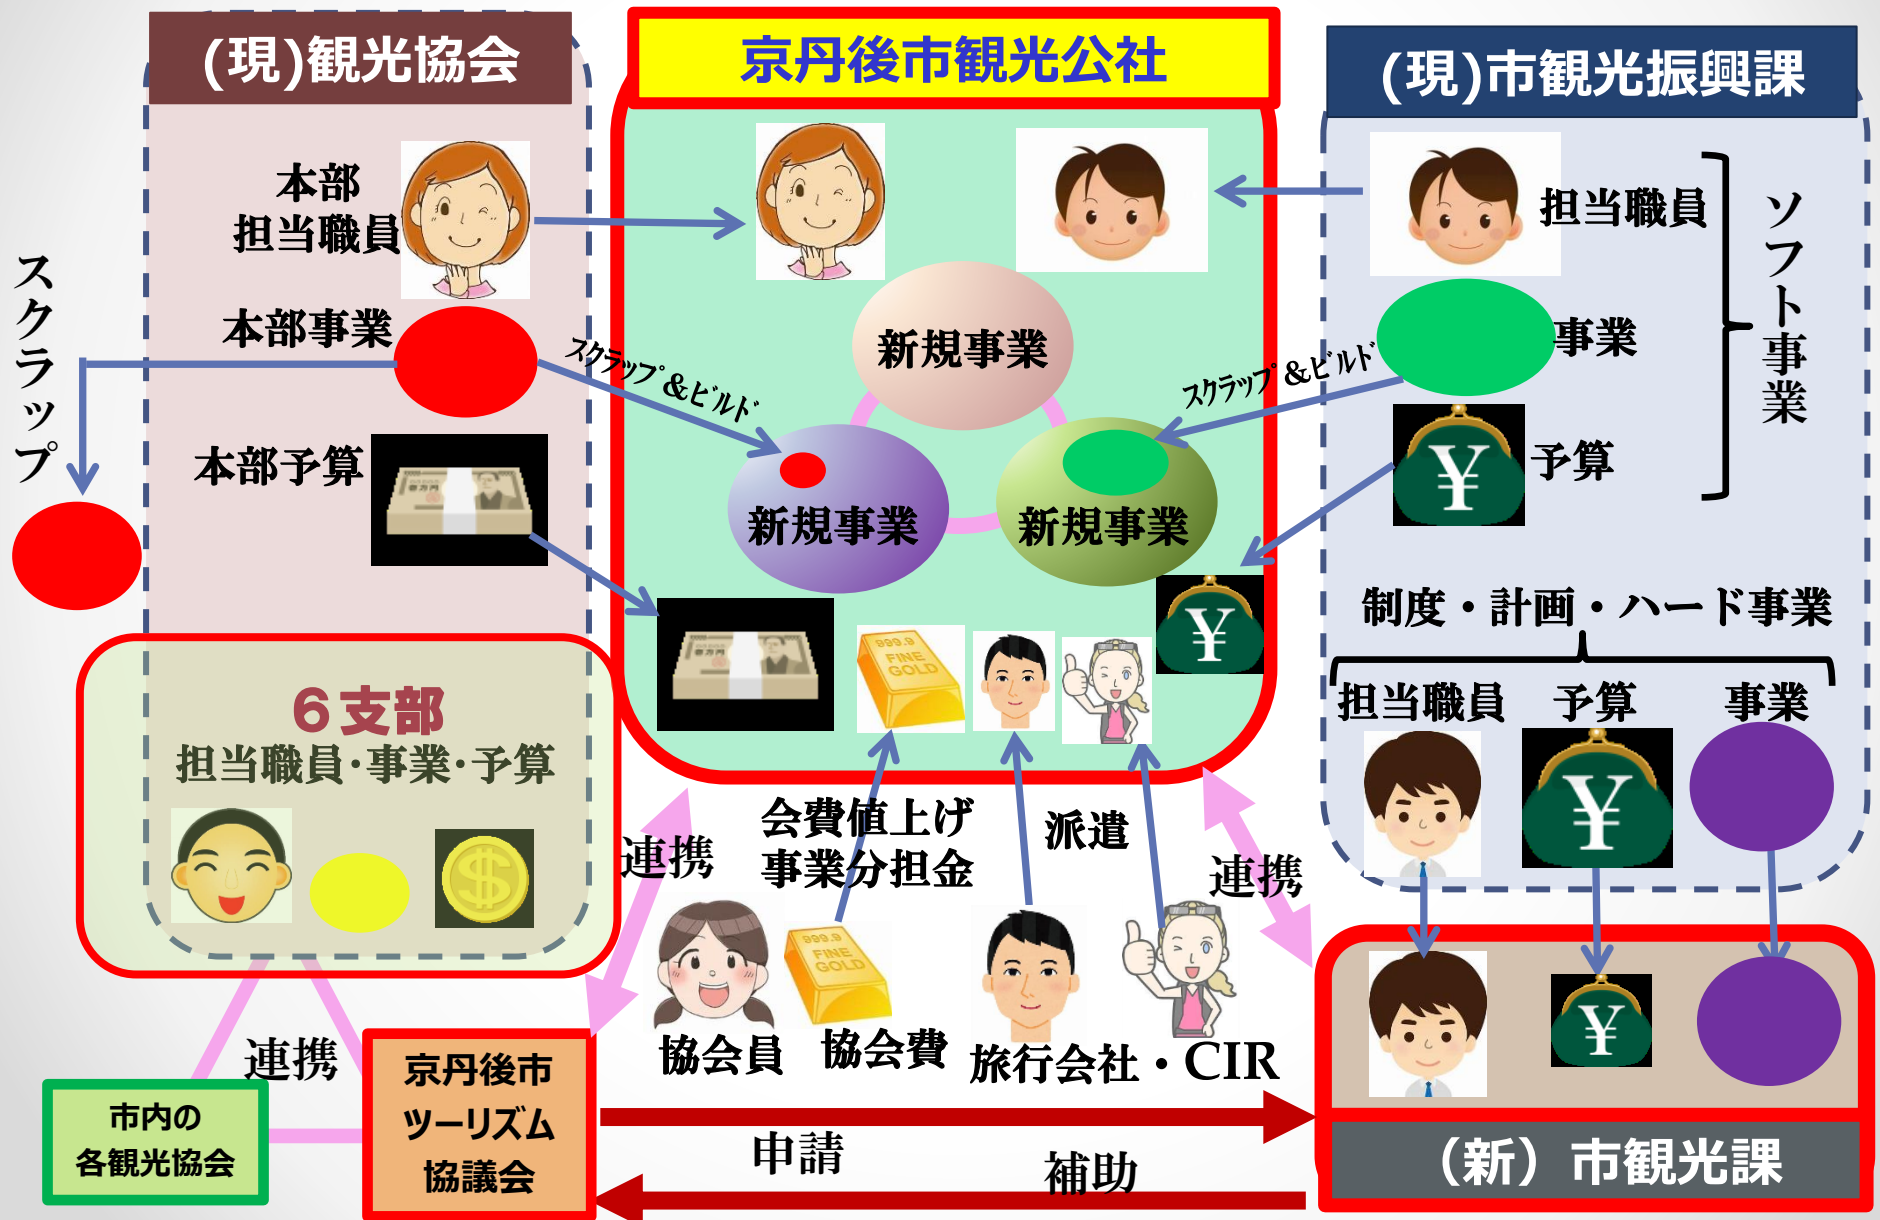 (現)観光協会
京丹後市観光公社
(現)市観光振興課
本部
担当職員
本部事業
本部予算
スクラップ
スクラップ&ビルド
新規事業
新規事業
新規事業
スクラップ&ビルド
担当職員
事業
予算
ソフト事業
¥
¥
制度・計画・ハード事業
担当職員
予算
事業
¥
6支部
担当職員・事業・予算
$
999.9
FINE
GOLD
会費値上げ
事業分担金
派遣
連携
連携
999.9
FINE
GOLD
協会員
協会費
旅行会社・CIR
¥
連携
市内の
各観光協会
京丹後市
ツーリズム
協議会
申請
補助
（新）市観光課